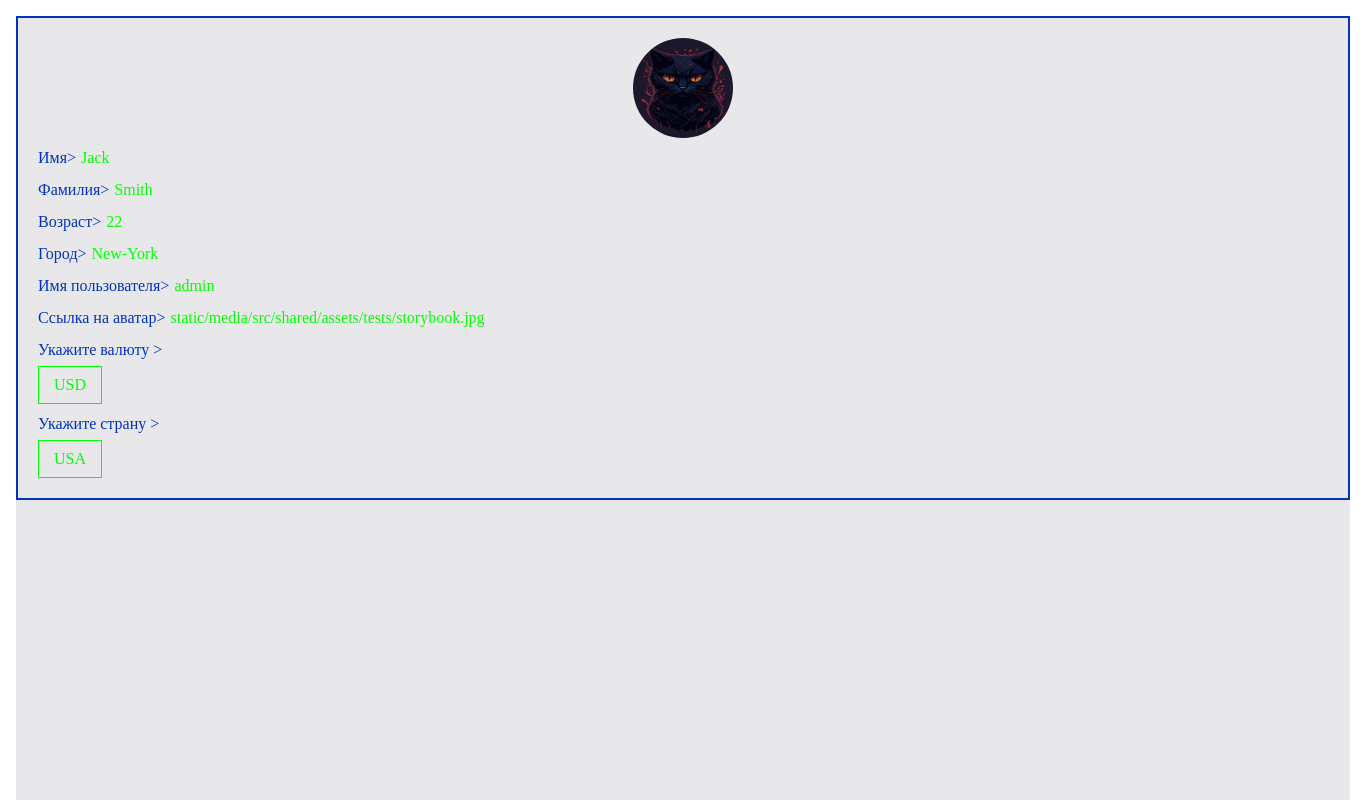 Имя> Jack
Фамилия> Smith
Возраст> 22
Город> New-York
Имя пользователя> admin
Ссылка на аватар> static/media/src/shared/assets/tests/storybook.jpg
Укажите валюту >
USD
Укажите страну >
USA